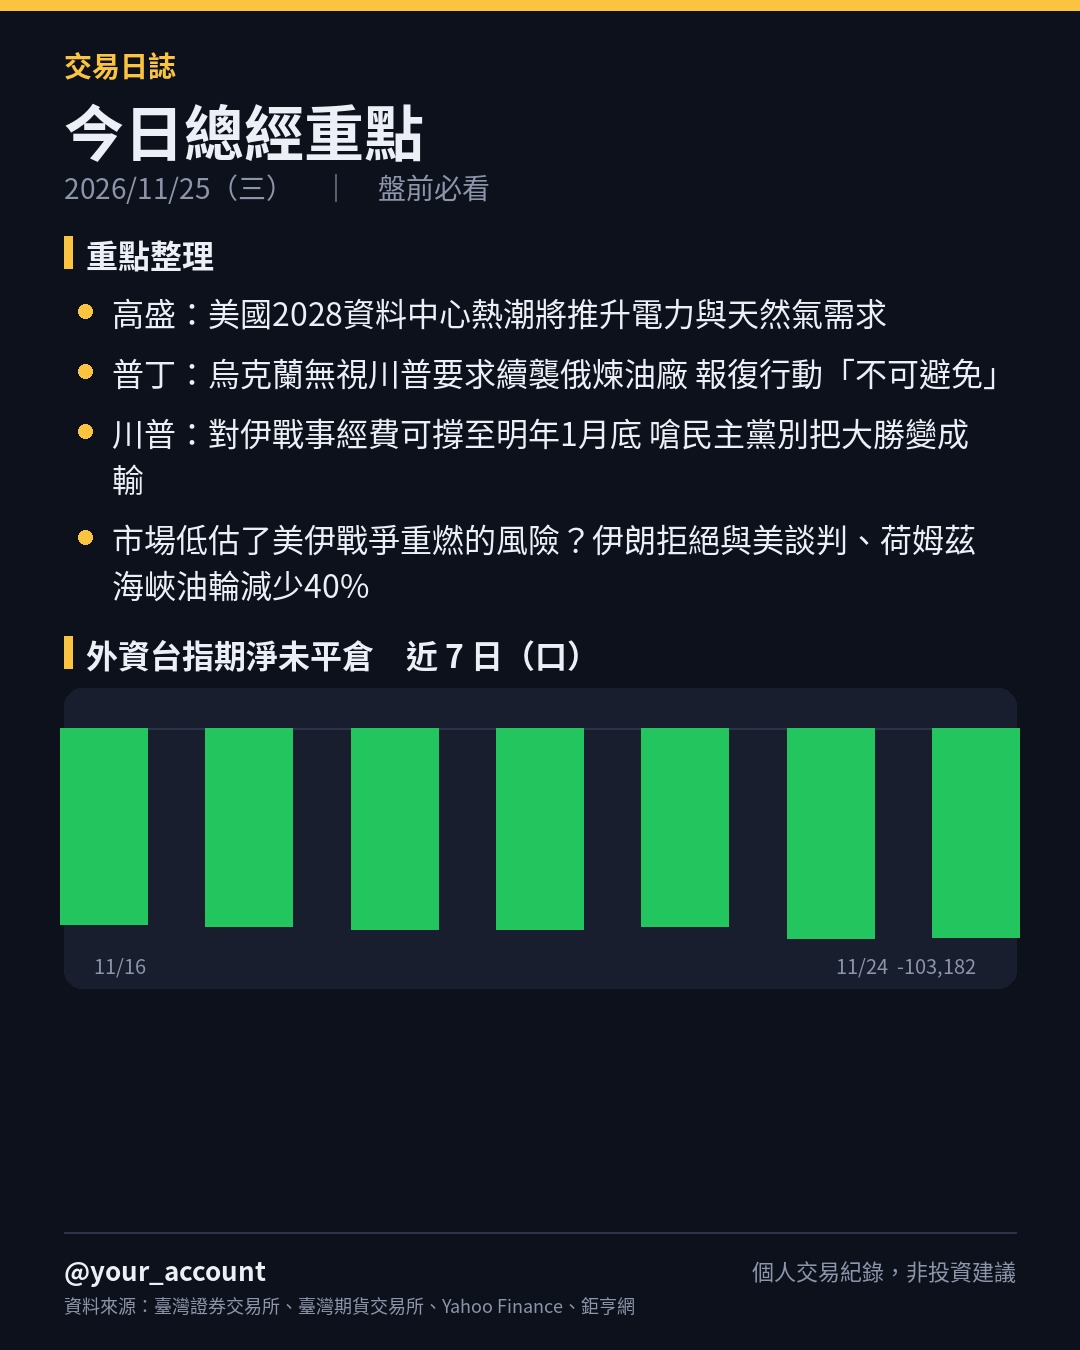 交易日誌
今日總經重點
2026/11/25（三）　｜　盤前必看
重點整理
高盛：美國2028資料中心熱潮將推升電力與天然氣需求
普丁：烏克蘭無視川普要求續襲俄煉油廠 報復行動「不可避免」
川普：對伊戰事經費可撐至明年1月底 嗆民主黨別把大勝變成
輸
市場低估了美伊戰爭重燃的風險？伊朗拒絕與美談判、荷姆茲
海峽油輪減少40%
外資台指期淨未平倉　近 7 日（口）
11/16
11/24 -103,182
@your_account
個人交易紀錄，非投資建議
資料來源：臺灣證券交易所、臺灣期貨交易所、Yahoo Finance、鉅亨網